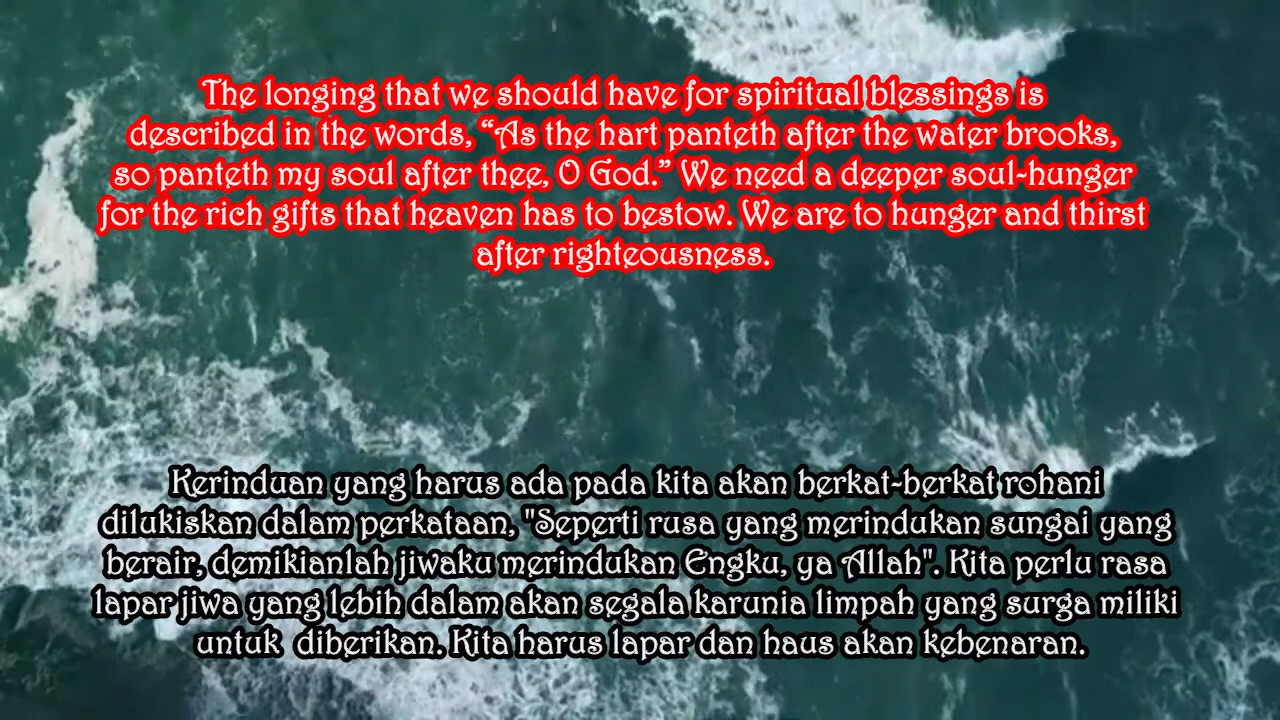 The longing that we should have for spiritual blessings is
described in the words, “As the hart panteth after the water brooks,
so panteth my soul after thee, O God.” We need a deeper soul-hunger
for the rich gifts that heaven has to bestow. We are to hunger and thirst
after righteousness.
Kerinduan yang harus ada pada kita akan berkat-berkat rohani
dilukiskan dalam perkataan, "Seperti rusa yang merindukan sungai yang
berair, demikianlah jiwaku merindukan Engku, ya Allah". Kita perlu rasa
lapar jiwa yang lebih dalam akan segala karunia limpah yang surga miliki
untuk  diberikan. Kita harus lapar dan haus akan kebenaran.